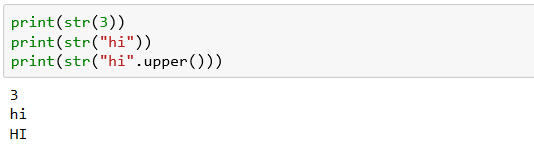 print(str(3))
print(str("hi"))
print(str("hi".upper()))
3
hi
HI